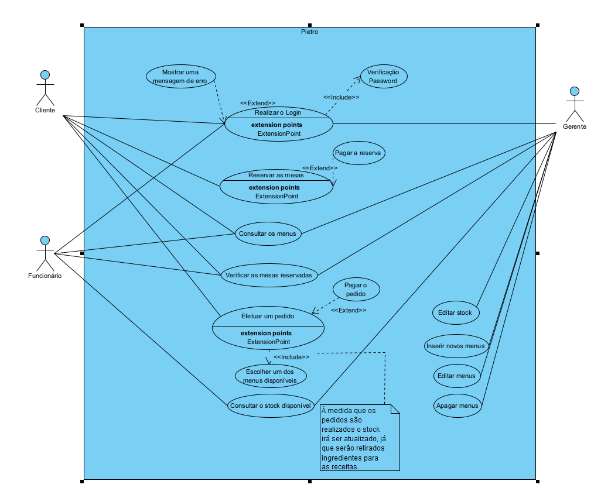 Pietro
Mostrar uma
mensagem de erro
Verificação
Password
<<Extend>>
<<Include>>
Cliente
Realizar o Login
extension points
ExtensionPoint
Gerente
Pagar a reserva
<<Extend>>
Reservar as mesas
extension points
ExtensionPoint
Consultar os menus
Funcionário
Verificar as mesas reservadas
Pagar o
pedido
<<Extend>>
Efetuar um pedido
extension points
ExtensionPoint
Editar stock
<<Include>>
Inserir novos menus
Escolher um dos
menus disponíveis
Editar menus
Consultar o stock disponível
Apagar menus
À medida que os
pedidos são
realizados o stock
irá ser atualizado, já
que serão retirados
ingredientes para
as receitas.